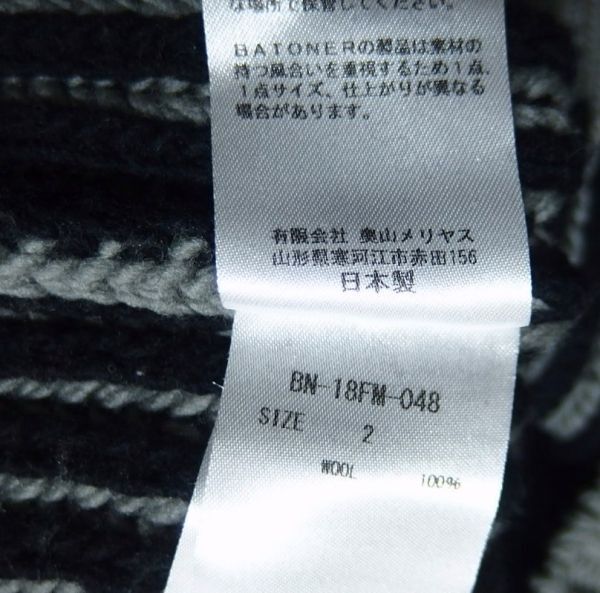 な場所で保管してください。
BATONERの製品は素材の
持つ風合いを重視するため1点、
1点サイズ、仕上がりが異なる
場合があります。
有限会社 奥山メリヤス
山形県寒河江市赤田156
日本製
BN-18FM-048
SIZE 2
WOOL 100%